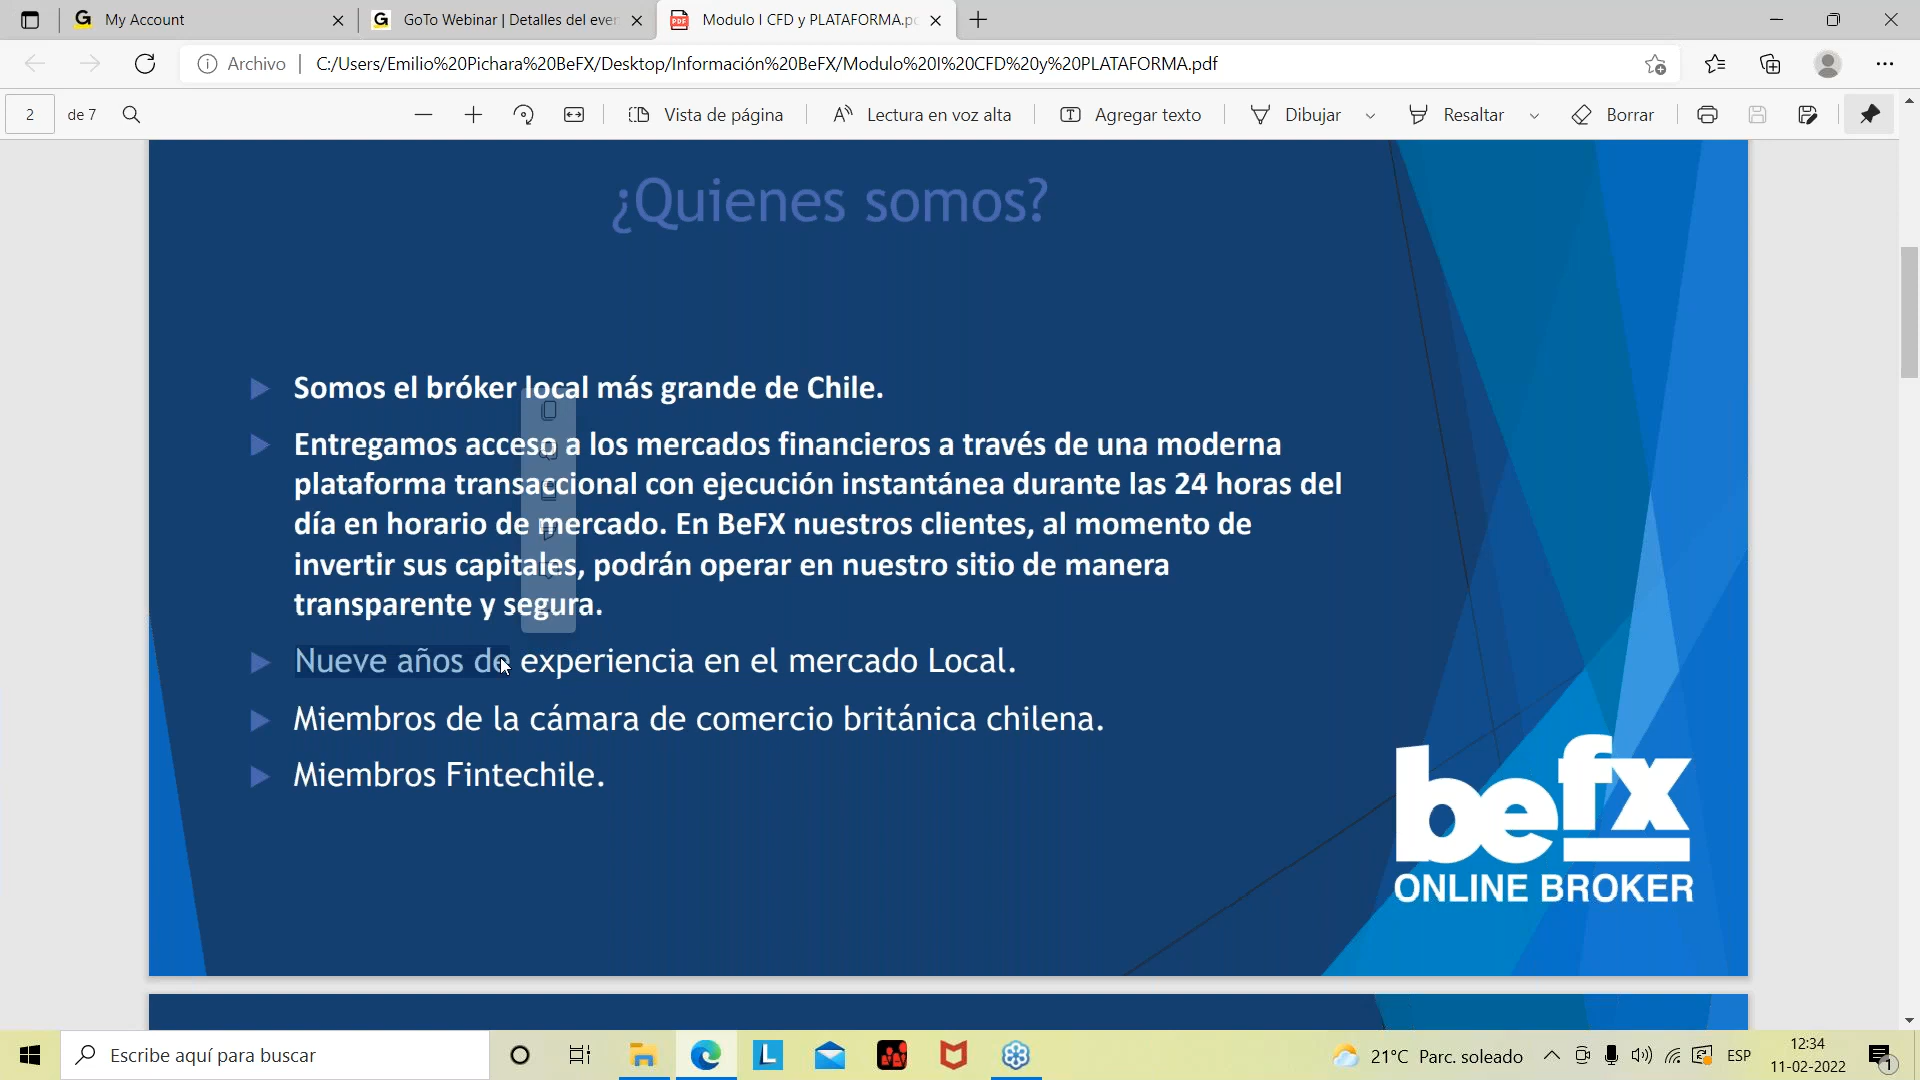 My Account
GoTo Webinar | Detalles del ever
Modulo I CFD y PLATAFORMA.pd
Archivo
C:/Users/Emilio%20Pichara%20BeFX/Desktop/Información%20BeFX/Modulo%20I%20CFD%20y%20PLATAFORMA.pdf
2 de 7
Vista de página
Lectura en voz alta
Agregar texto
Dibujar
Resaltar
Borrar
¿Quienes somos?
Somos el bróker local más grande de Chile.
Entregamos acceso a los mercados financieros a través de una moderna
plataforma transaccional con ejecución instantánea durante las 24 horas del
día en horario de mercado. En BeFX nuestros clientes, al momento de
invertir sus capitales, podrán operar en nuestro sitio de manera
transparente y segura.
Nueve años de experiencia en el mercado Local.
Miembros de la cámara de comercio británica chilena.
Miembros Fintechile.
befx
ONLINE BROKER
Escribe aquí para buscar
21°C Parc. soleado
ESP
12:34
11-02-2022
1